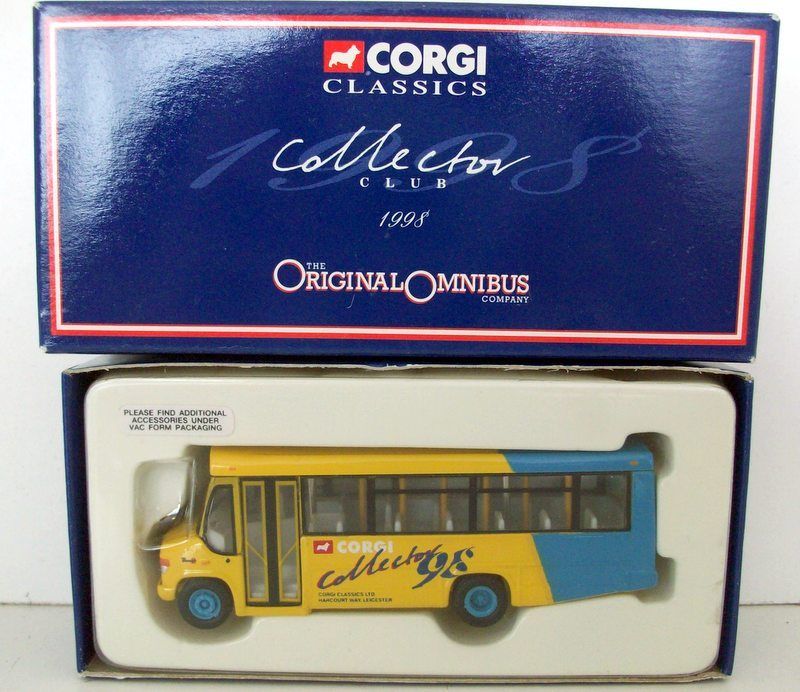 CORGI
CLASSICS
1998
Collector
CLUB
1998
THE
ORIGINAL OMNIBUS
COMPANY
PLEASE FIND ADDITIONAL
ACCESSORIES UNDER
VAC FORM PACKAGING
CORGI
Collector 98
CORGI CLASSICS LTD
HARCOURT WAY, LEICESTER